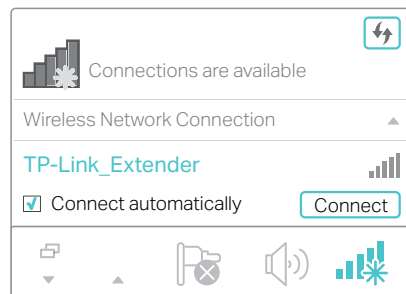 Connections are available
Wireless Network Connection
TP-Link_Extender
Connect automatically
Connect